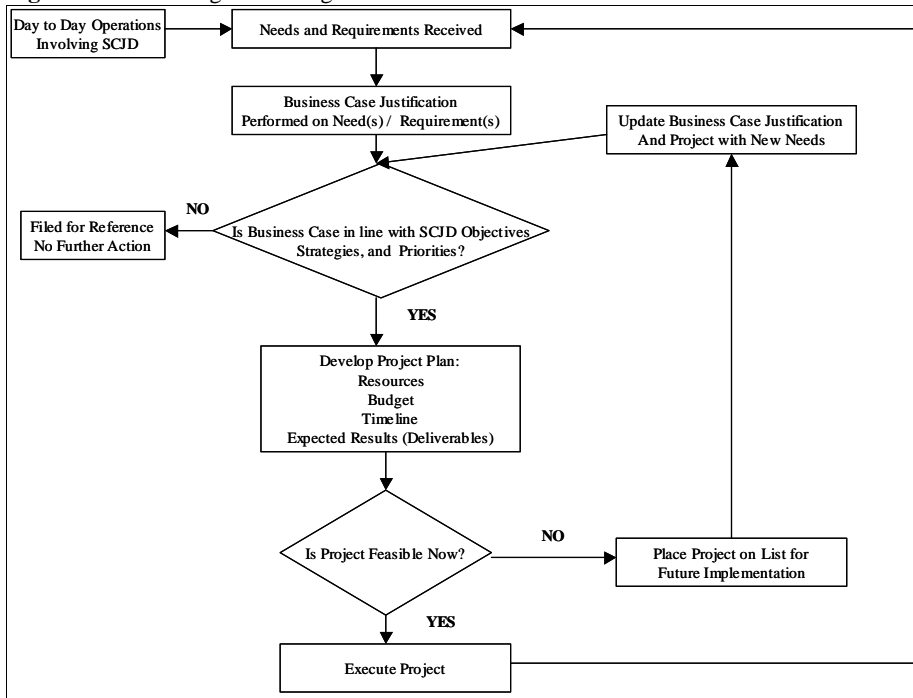 Day to Day Operations
Involving SCJD
Needs and Requirements Received
Business Case Justification
Performed on Need(s) / Requirement(s)
Update Business Case Justification
And Project with New Needs
NO
Filed for Reference
No Further Action
Is Business Case in line with SCJD Objectives
Strategies, and Priorities?
YES
Develop Project Plan:
Resources
Budget
Timeline
Expected Results (Deliverables)
Is Project Feasible Now?
NO
Place Project on List for
Future Implementation
YES
Execute Project